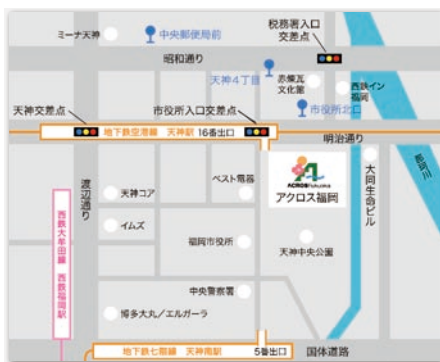 ミーナ天神
中央郵便局前
税務署入口
交差点
昭和通り
天神4丁目
赤煉瓦
文化館
西鉄イン
福岡
市役所北口
天神交差点
市役所入口交差点
地下鉄空港線 天神駅 16番出口
明治通り
那珂川
渡辺通り
ベスト電器
ACROS Fukuoka
アクロス福岡
大同生命ビル
天神コア
西鉄大牟田線 西鉄福岡駅
イムズ
福岡市役所
天神中央公園
中央警察署
博多大丸/エルガーラ
地下鉄七隈線 天神南駅
5番出口
国体道路